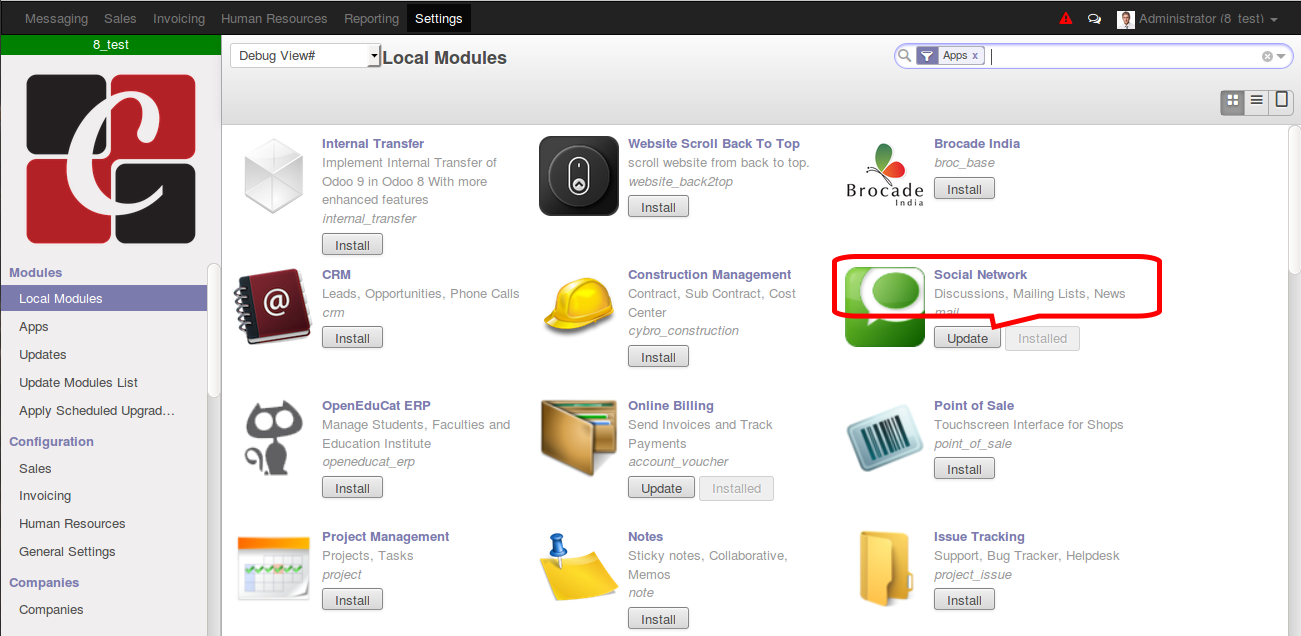 Messaging Sales Invoicing Human Resources Reporting Settings Administrator (8_test)
8_test
Debug View# Local Modules Apps x
C
Modules
Local Modules
Apps
Updates
Update Modules List
Apply Scheduled Upgrad...
Configuration
Sales
Invoicing
Human Resources
General Settings
Companies
Companies
Internal Transfer
Implement Internal Transfer of
Odoo 9 in Odoo 8 With more
enhanced features
internal_transfer
Install
Website Scroll Back To Top
scroll website from back to top.
website_back2top
Install
Brocade
India
Brocade India
broc_base
Install
@
CRM
Leads, Opportunities, Phone Calls
crm
Install
Construction Management
Contract, Sub Contract, Cost
Center
cybro_construction
Install
Social Network
Discussions, Mailing Lists, News
mail
Update Installed
OpenEduCat ERP
Manage Students, Faculties and
Education Institute
openeducat_erp
Install
Online Billing
Send Invoices and Track
Payments
account_voucher
Update Installed
Point of Sale
Touchscreen Interface for Shops
point_of_sale
Install
Project Management
Projects, Tasks
project
Install
Notes
Sticky notes, Collaborative,
Memos
note
Install
Issue Tracking
Support, Bug Tracker, Helpdesk
project_issue
Install